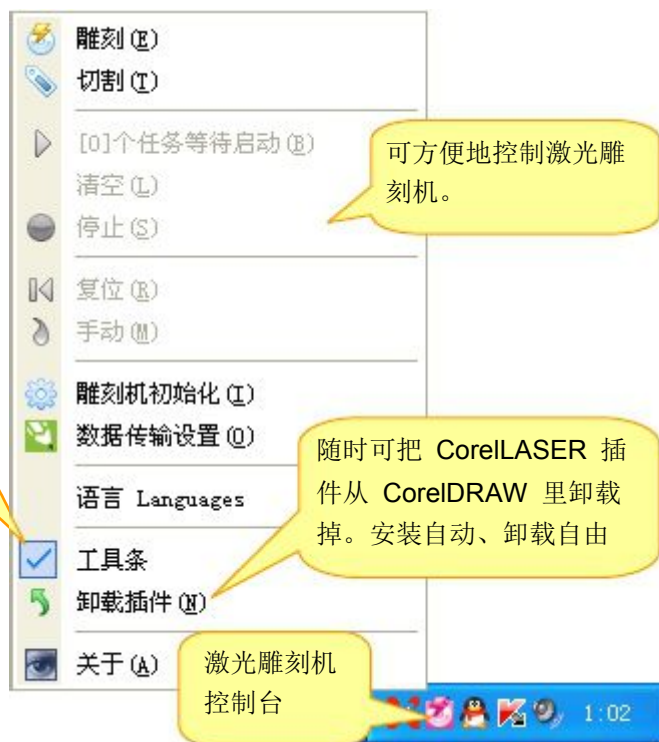 雕刻(E)
切割(T)
[0]个任务等待启动(B)
清空(L)
停止(S)
复位(R)
手动(M)
雕刻机初始化(I)
数据传输设置(O)
语言 Languages
工具条
卸载插件(N)
关于(A)
可方便地控制激光雕
刻机。
随时可把 CorelLASER 插
件从 CorelDRAW 里卸载
掉。安装自动、卸载自由
激光雕刻机
控制台
1:02